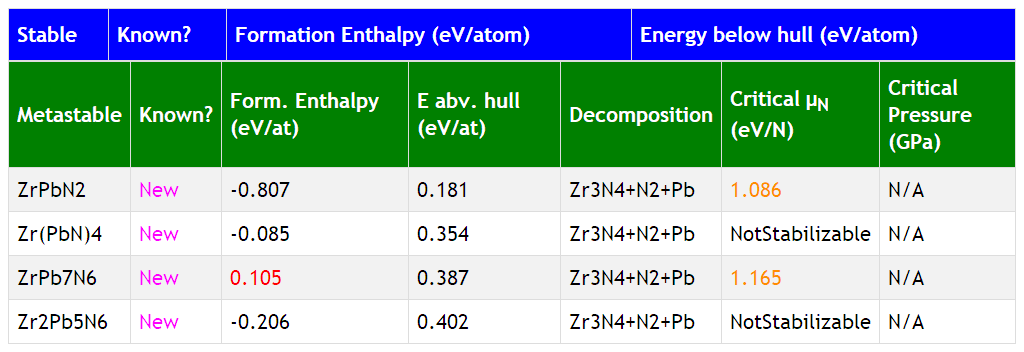 Stable Known? Formation Enthalpy (eV/atom) Energy below hull (eV/atom)
Metastable Known? Form. Enthalpy (eV/at) E abv. hull (eV/at) Decomposition Critical μN (eV/N) Critical Pressure (GPa)
ZrPbN2 New -0.807 0.181 Zr3N4+N2+Pb 1.086 N/A
Zr(PbN)4 New -0.085 0.354 Zr3N4+N2+Pb NotStabilizable N/A
ZrPb7N6 New 0.105 0.387 Zr3N4+N2+Pb 1.165 N/A
Zr2Pb5N6 New -0.206 0.402 Zr3N4+N2+Pb NotStabilizable N/A